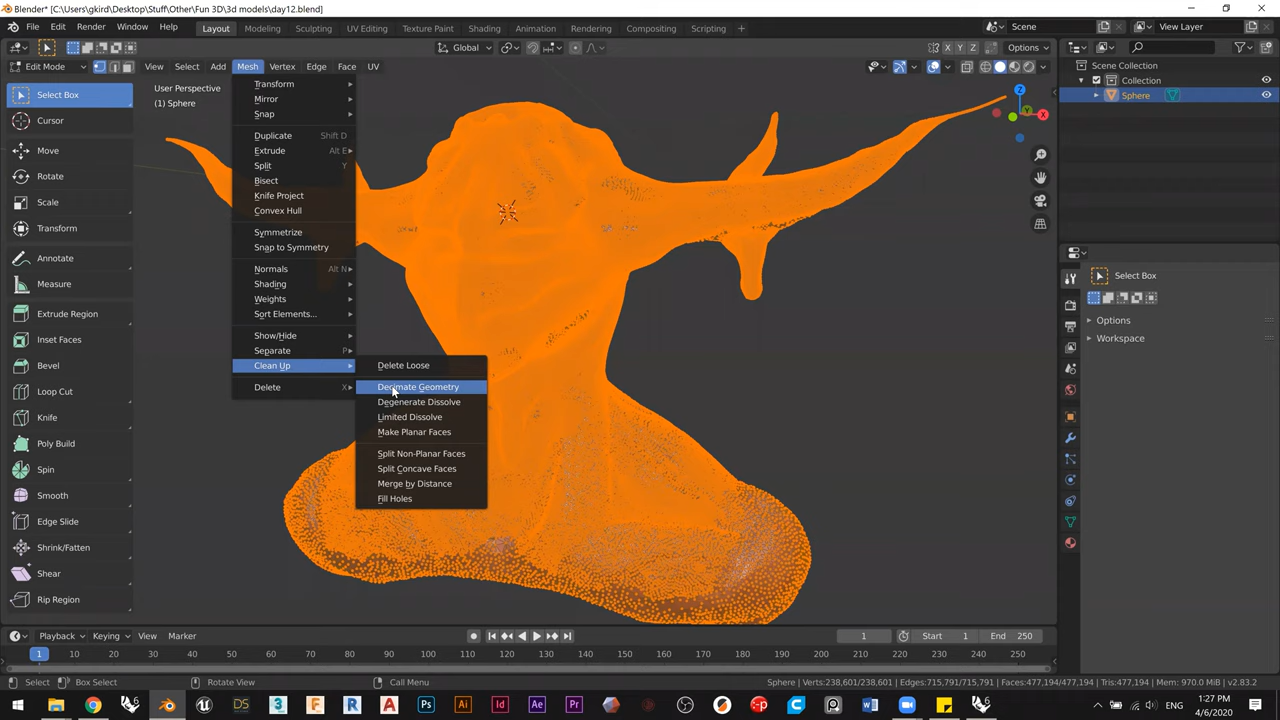 Blender* [C:\Users\gkird\Desktop\Stuff\Other\Fun 3D\3d models\day12.blend]
File Edit Render Window Help Layout Modeling Sculpting UV Editing Texture Paint Shading Animation Rendering Compositing Scripting Scene View Layer
Global X Y Z Options
Edit Mode View Select Add Mesh Vertex Edge Face UV
Scene Collection
Collection
Sphere
User Perspective
(1) Sphere
Select Box
Cursor
Move
Rotate
Scale
Transform
Annotate
Measure
Extrude Region
Inset Faces
Bevel
Loop Cut
Knife
Poly Build
Spin
Smooth
Edge Slide
Shrink/Fatten
Shear
Rip Region
Transform
Mirror
Snap
Duplicate Shift D
Extrude Alt E
Split Y
Bisect
Knife Project
Convex Hull
Symmetrize
Snap to Symmetry
Normals Alt N
Shading
Weights
Sort Elements...
Show/Hide
Separate P
Clean Up
Delete X
Delete Loose
Decimate Geometry
Degenerate Dissolve
Limited Dissolve
Make Planar Faces
Split Non-Planar Faces
Split Concave Faces
Merge by Distance
Fill Holes
Z
Y
X
Select Box
Options
Workspace
Playback Keying View Marker 1 Start 1 End 250
1 10 20 30 40 50 60 70 80 90 100 110 120 130 140 150 160 170 180 190 200 210 220 230 240 250
Select Box Select Rotate View Call Menu Sphere | Verts:238,601/238,601 | Edges:715,791/715,791 | Faces:477,194/477,194 | Tris:477,194 | Mem: 970.0 MiB | v2.83.2
DS 3 F R A Ps Ai Id Ae Pr W ENG 1:27 PM
4/6/2020